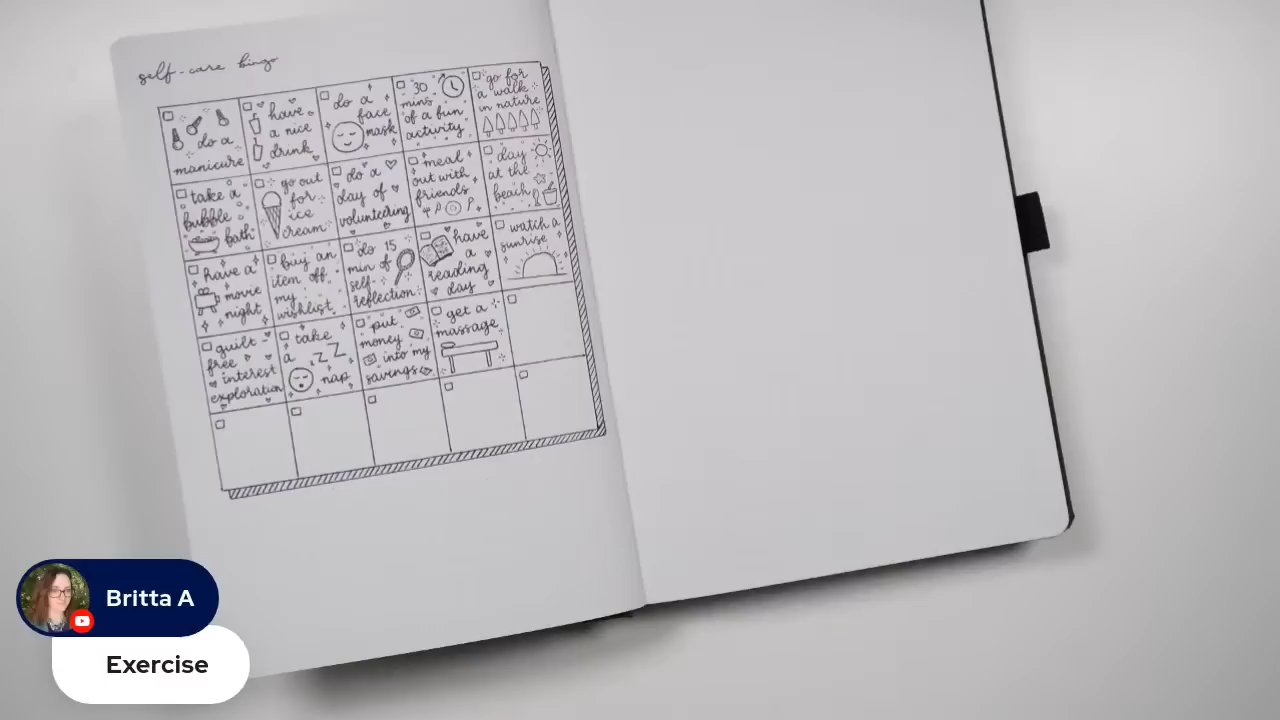 self-care bingo
do a
manicure
have
a nice
drink
do a
face
mask
30
mins
of a fun
activity
go for
a walk
in nature
take a
bubble
bath
go out
for
ice
cream
do a
day of
volunteering
meal
out with
friends
day
at the
beach
have a
movie
night
buy an
item off
my
wishlist
do 15
min of
self-
reflection
have
a
reading
day
watch a
sunrise
guilt-
free
interest
exploration
take
a
z z z
nap
put
money
into my
savings
get a
massage
Britta A
Exercise